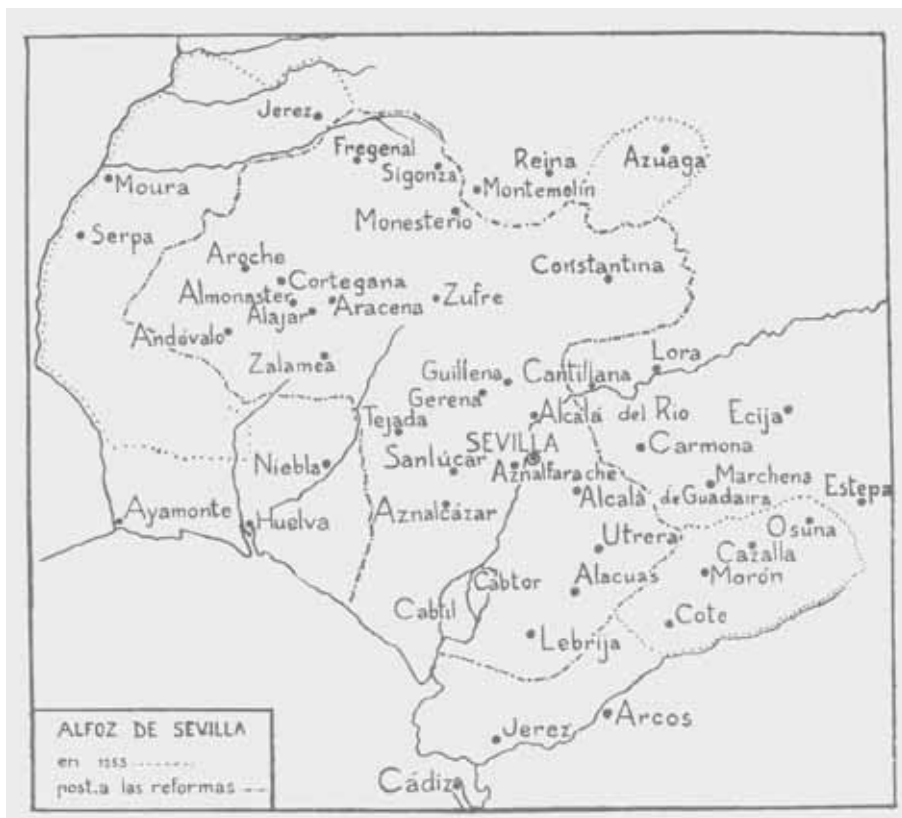 Jerez
Fregenal
Sigonza
Reina
Azuaga
Moura
Montemolín
Monesterio
Serpa
Aroche
Cortegana
Constantina
Almonaster
Alajar
Aracena
Zufre
Andévalo
Zalamea
Lora
Guillena
Cantillana
Gerena
Alcalá del Rio
Ecija
Tejada
SEVILLA
Carmona
Niebla
Sanlúcar
Aznalfarache
Marchena
Alcalá de Guadaira
Estepa
Ayamonte
Huelva
Aznalcázar
Osuna
Utrera
Cazalla
Captor
Alacuas
Morón
Captil
Cote
Lebrija
Arcos
Jerez
Cádiz
ALFOZ DE SEVILLA
en 1253
post.a las reformas